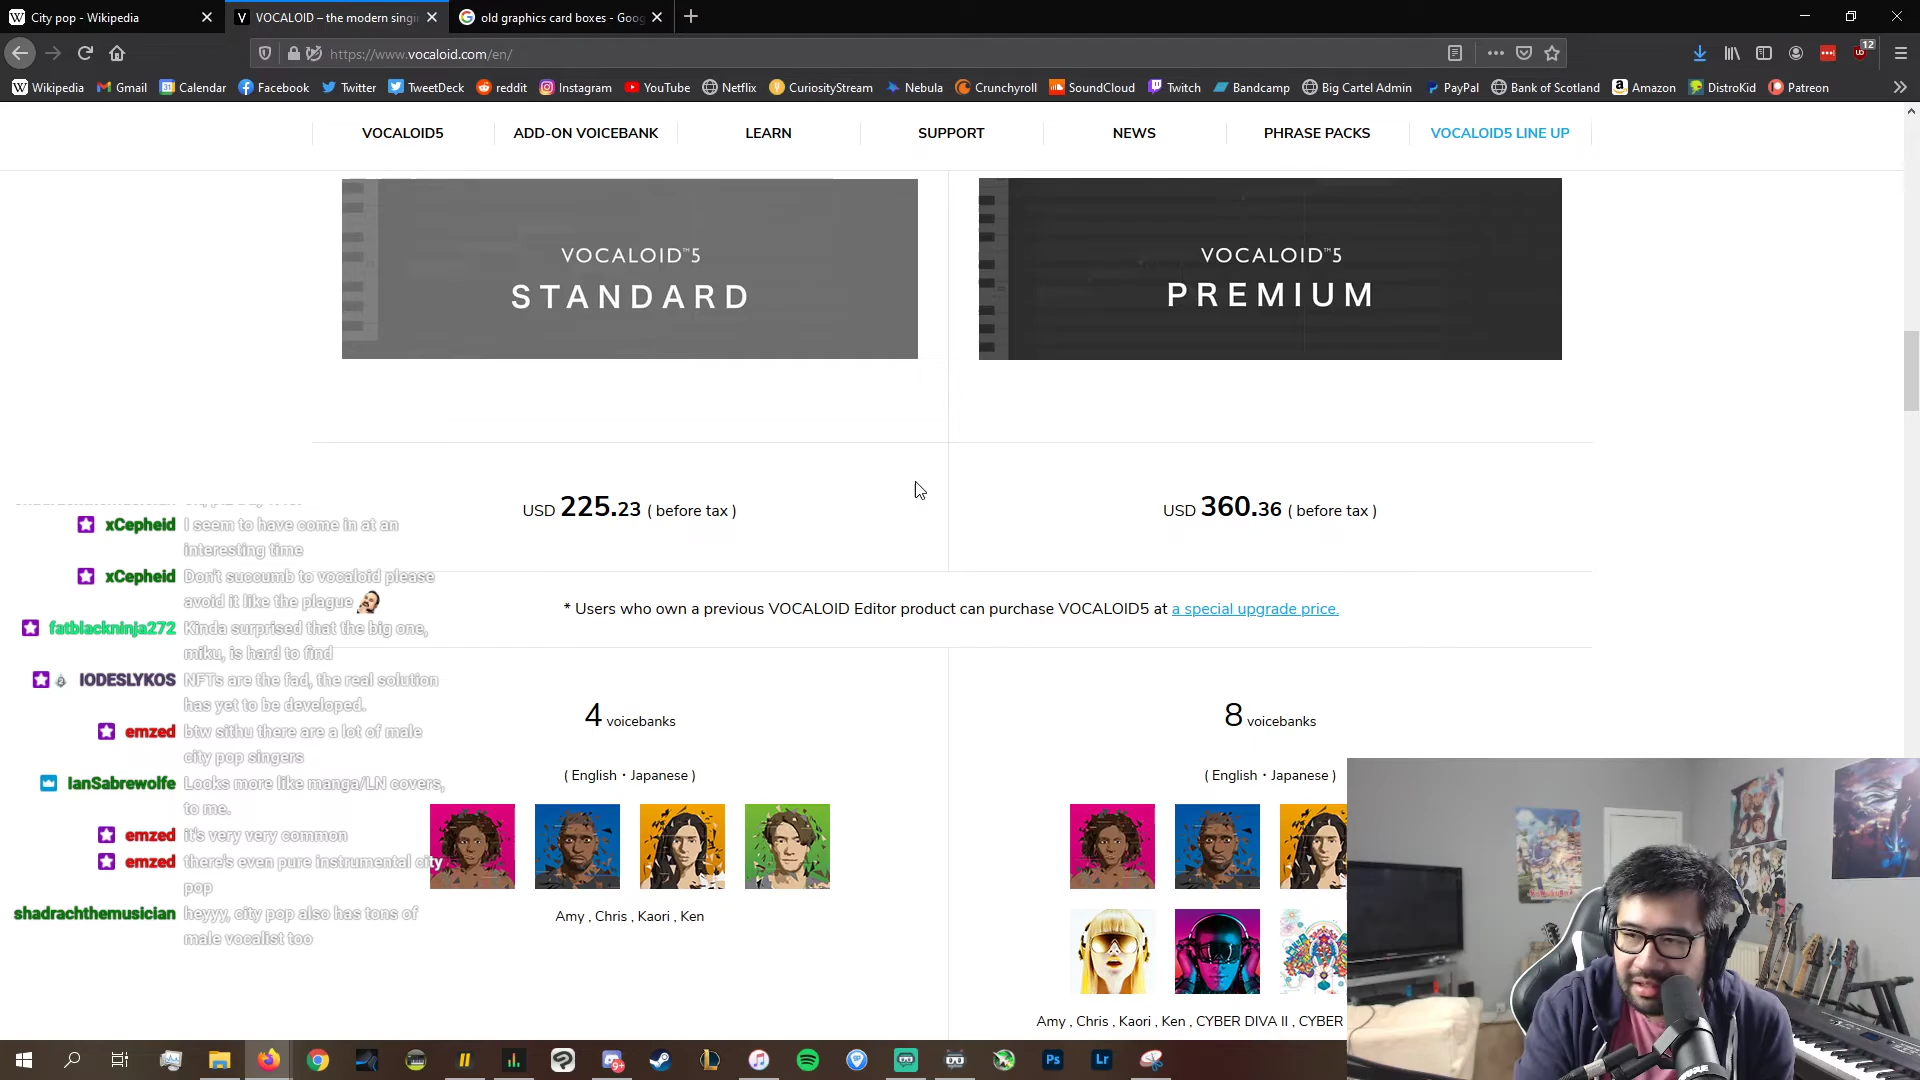 City pop - Wikipedia
VOCALOID – the modern singin
old graphics card boxes - Goog
https://www.vocaloid.com/en/
12
Wikipedia Gmail Calendar Facebook Twitter TweetDeck reddit Instagram YouTube Netflix CuriosityStream Nebula Crunchyroll SoundCloud Twitch Bandcamp Big Cartel Admin PayPal Bank of Scotland Amazon DistroKid Patreon
VOCALOID5 ADD-ON VOICEBANK LEARN SUPPORT NEWS PHRASE PACKS VOCALOID5 LINE UP
VOCALOID™5
STANDARD
VOCALOID™5
PREMIUM
USD 225.23 ( before tax )
USD 360.36 ( before tax )
* Users who own a previous VOCALOID Editor product can purchase VOCALOID5 at a special upgrade price.
4 voicebanks
( English・Japanese )
Amy , Chris , Kaori , Ken
8 voicebanks
( English・Japanese )
Amy , Chris , Kaori , Ken , CYBER DIVA II , CYBER
xCepheid I seem to have come in at an
interesting time
xCepheid Don't succumb to vocaloid please
avoid it like the plague
fatblackninja272 Kinda surprised that the big one,
miku, is hard to find
IODESLYKOS NFTs are the fad, the real solution
has yet to be developed.
emzed btw sithu there are a lot of male
city pop singers
IanSabrewolfe Looks more like manga/LN covers,
to me.
emzed it's very very common
emzed there's even pure instrumental city
pop
shadrachthemusician heyyy, city pop also has tons of
male vocalist too
9+
Ps
Lr